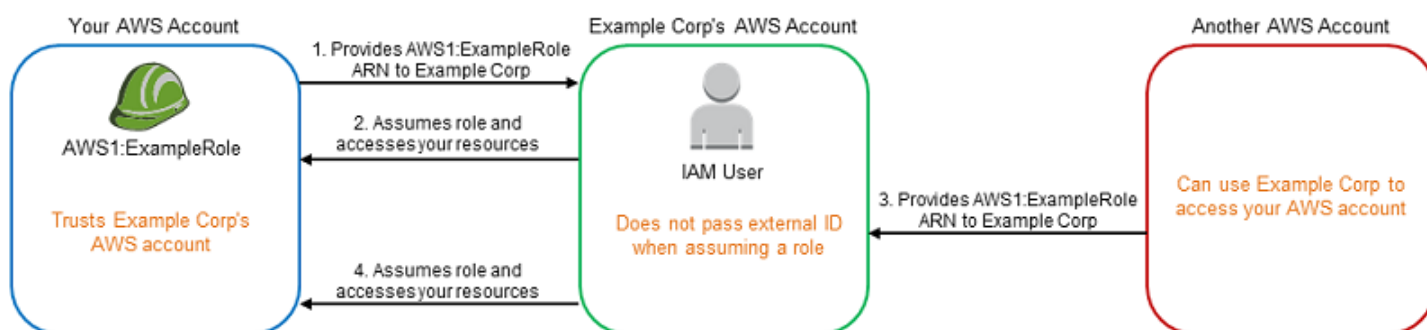 Your AWS Account
Example Corp's AWS Account
Another AWS Account
1. Provides AWS1:ExampleRole
ARN to Example Corp
2. Assumes role and
accesses your resources
AWS1:ExampleRole
IAM User
Trusts Example Corp's
AWS account
Does not pass external ID
when assuming a role
3. Provides AWS1:ExampleRole
ARN to Example Corp
Can use Example Corp to
access your AWS account
4. Assumes role and
accesses your resources